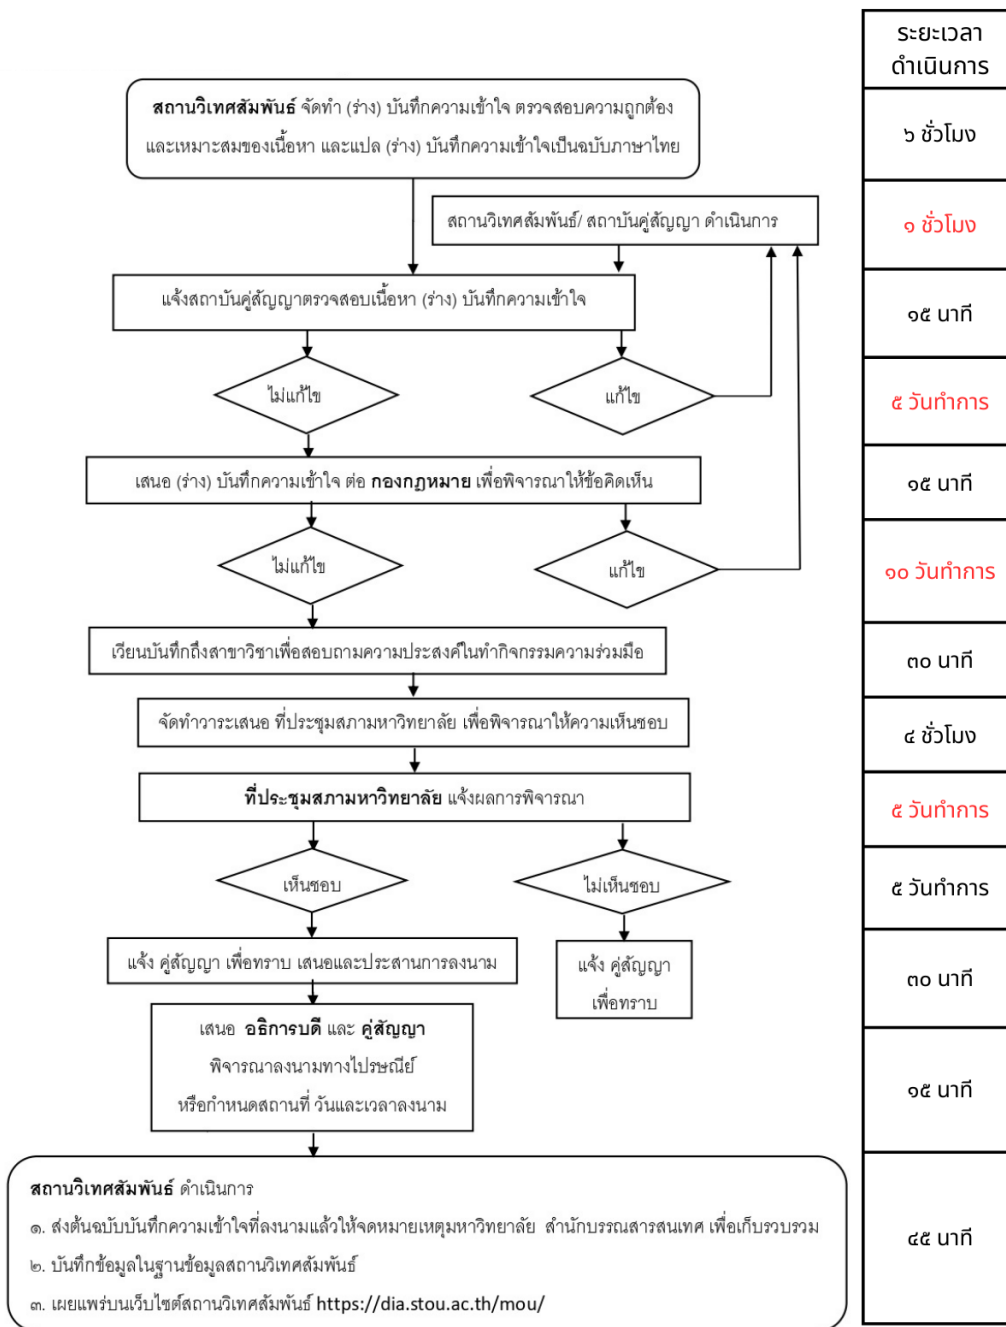 ระยะเวลา
ดำเนินการ
สถานวิเทศสัมพันธ์ จัดทำ (ร่าง) บันทึกความเข้าใจ ตรวจสอบความถูกต้อง
และเหมาะสมของเนื้อหา และแปล (ร่าง) บันทึกความเข้าใจเป็นฉบับภาษาไทย
๖ ชั่วโมง
สถานวิเทศสัมพันธ์/ สถาบันคู่สัญญา ดำเนินการ
๑ ชั่วโมง
แจ้งสถาบันคู่สัญญาตรวจสอบเนื้อหา (ร่าง) บันทึกความเข้าใจ
๑๕ นาที
ไม่แก้ไข
แก้ไข
๕ วันทำการ
เสนอ (ร่าง) บันทึกความเข้าใจ ต่อ กองกฎหมาย เพื่อพิจารณาให้ข้อคิดเห็น
๑๕ นาที
ไม่แก้ไข
แก้ไข
๑๐ วันทำการ
เวียนบันทึกถึงสาขาวิชาเพื่อสอบถามความประสงค์ในทำกิจกรรมความร่วมมือ
๓๐ นาที
จัดทำวาระเสนอ ที่ประชุมสภามหาวิทยาลัย เพื่อพิจารณาให้ความเห็นชอบ
๔ ชั่วโมง
ที่ประชุมสภามหาวิทยาลัย แจ้งผลการพิจารณา
๕ วันทำการ
เห็นชอบ
ไม่เห็นชอบ
๕ วันทำการ
แจ้ง คู่สัญญา เพื่อทราบ เสนอและประสานการลงนาม
แจ้ง คู่สัญญา
เพื่อทราบ
๓๐ นาที
เสนอ อธิการบดี และ คู่สัญญา
พิจารณาลงนามทางไปรษณีย์
หรือกำหนดสถานที่ วันและเวลาลงนาม
๑๕ นาที
สถานวิเทศสัมพันธ์ ดำเนินการ
๑. ส่งต้นฉบับบันทึกความเข้าใจที่ลงนามแล้วให้จดหมายเหตุมหาวิทยาลัย สำนักบรรณสารสนเทศ เพื่อเก็บรวบรวม
๒. บันทึกข้อมูลในฐานข้อมูลสถานวิเทศสัมพันธ์
๓. เผยแพร่บนเว็บไซต์สถานวิเทศสัมพันธ์ https://dia.stou.ac.th/mou/
๔๕ นาที